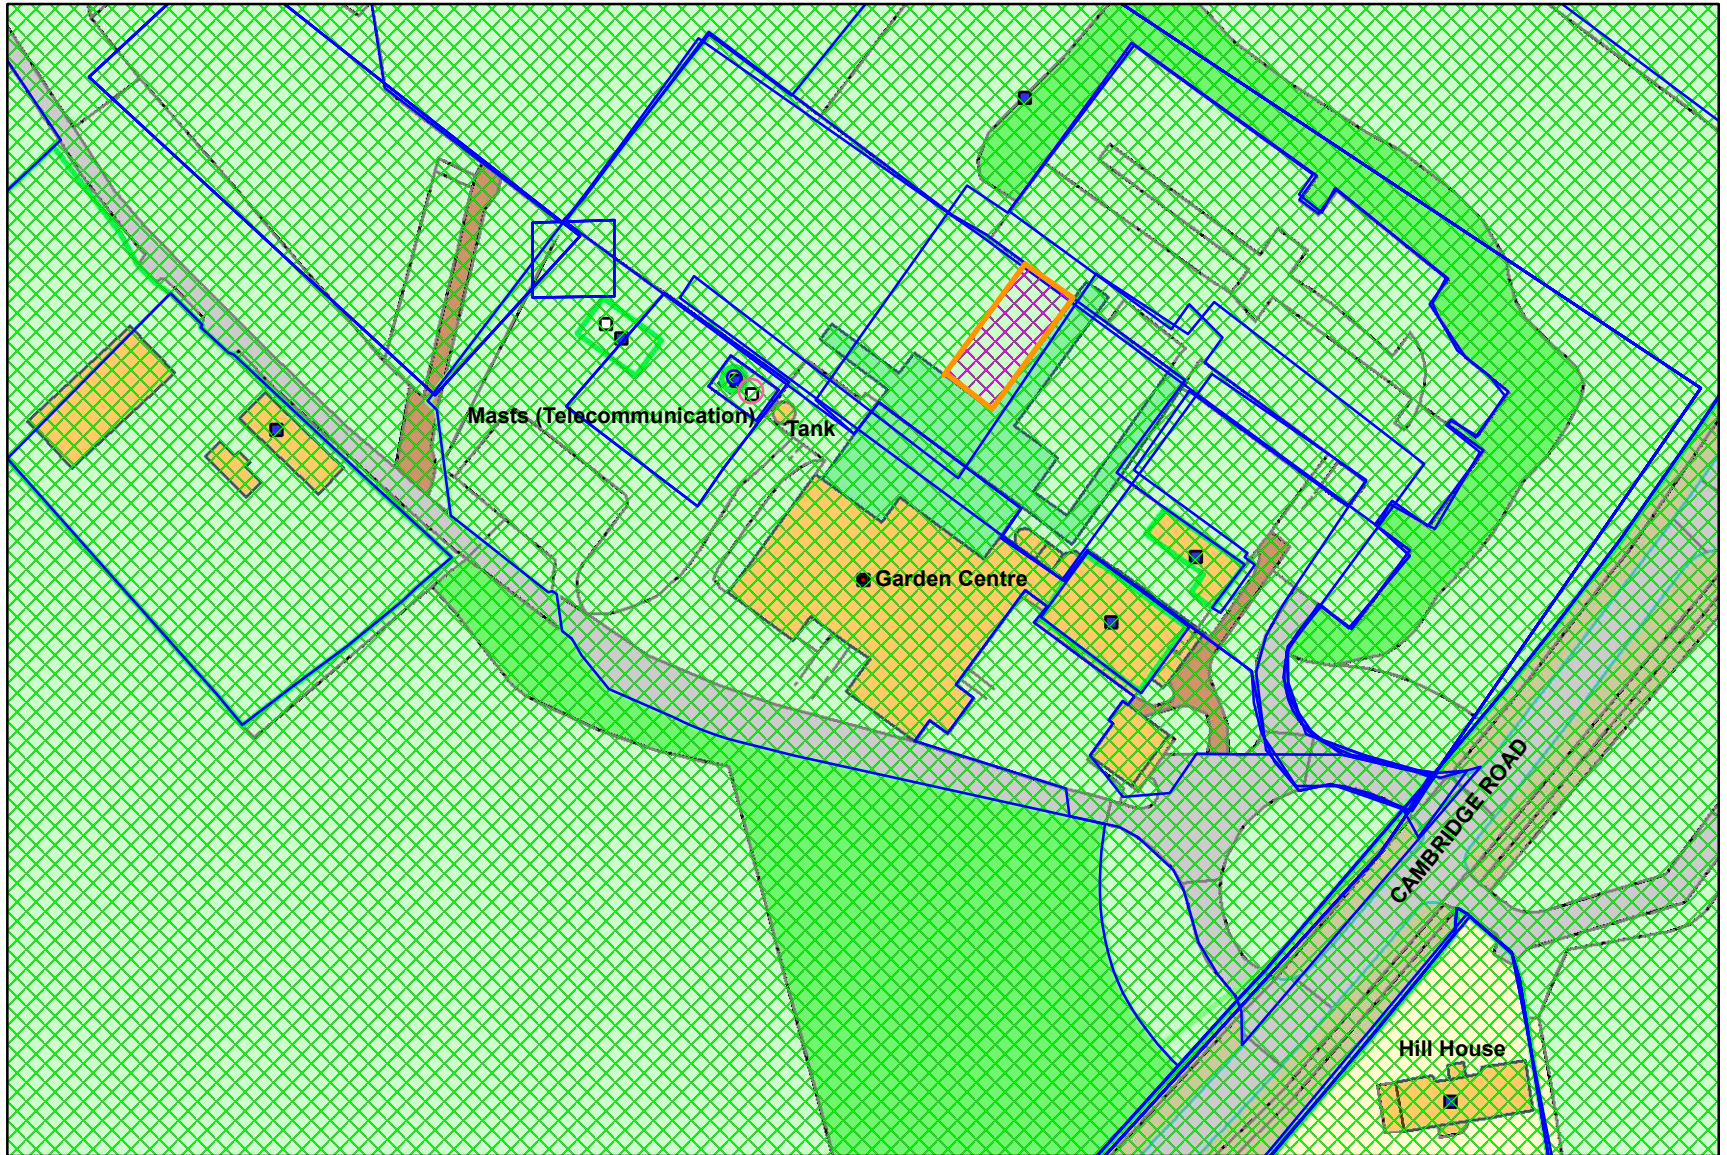 Masts (Telecommunication)
Tank
Garden Centre
CAMBRIDGE ROAD
Hill House